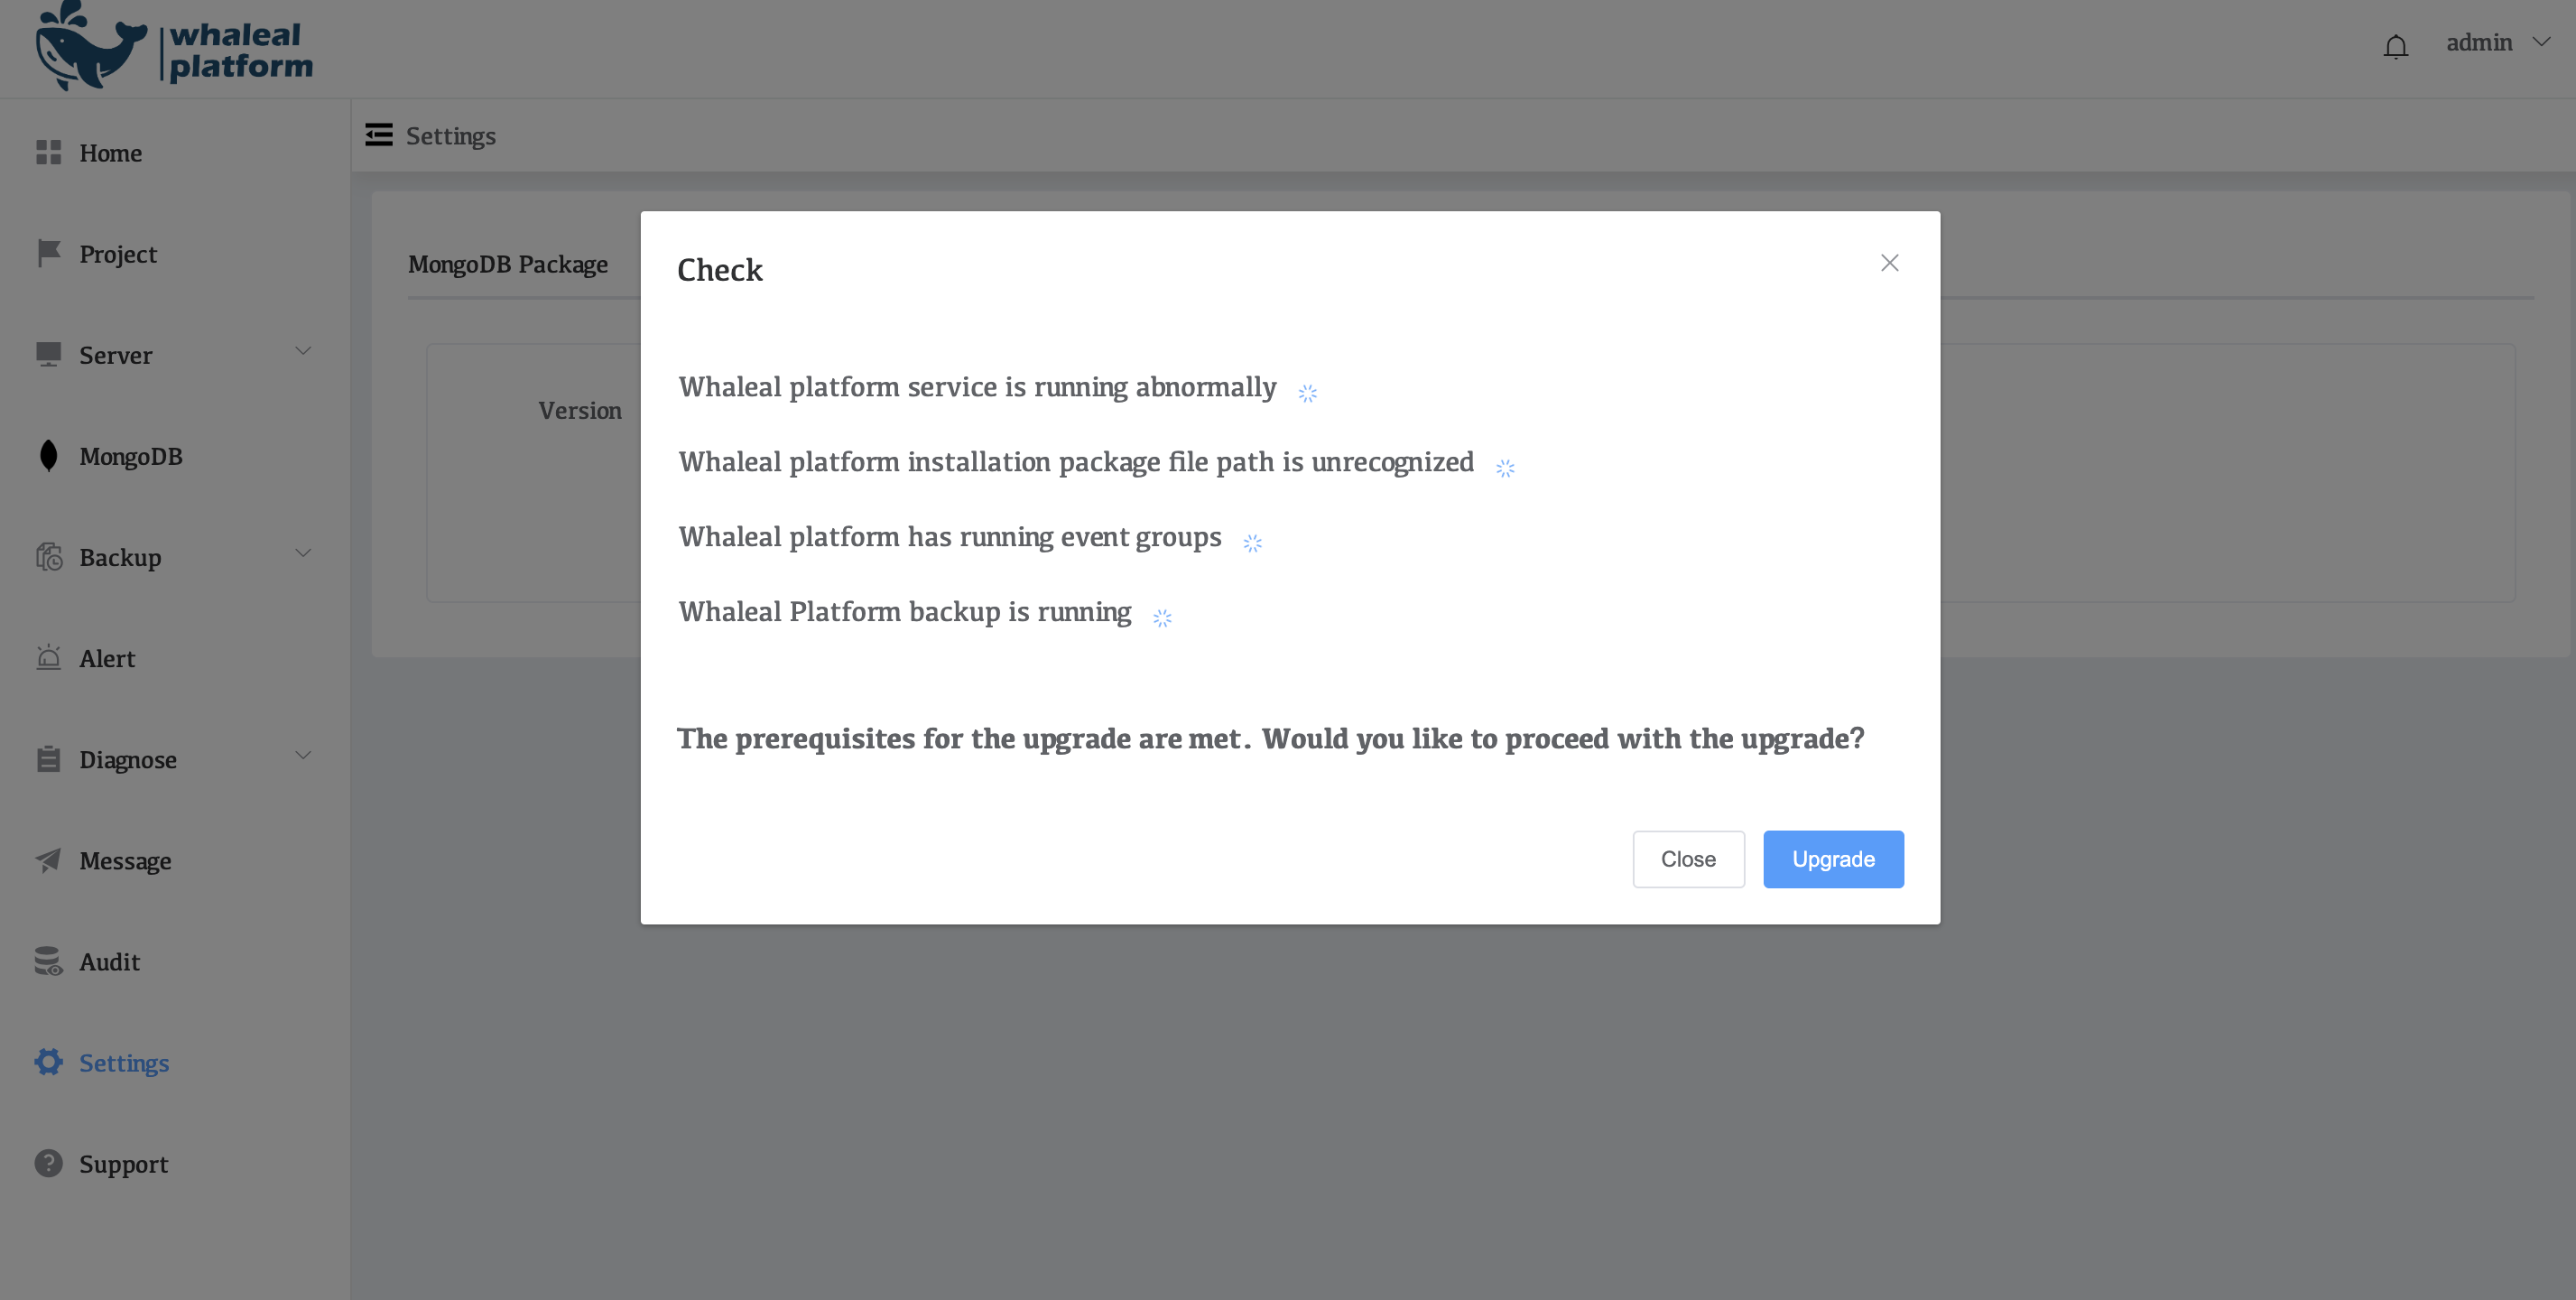 whaleal
platform
admin
Settings
Home
Project
Server
MongoDB
Backup
Alert
Diagnose
Message
Audit
Settings
Support
MongoDB Package
Version
Check
Whaleal platform service is running abnormally
Whaleal platform installation package file path is unrecognized
Whaleal platform has running event groups
Whaleal Platform backup is running
The prerequisites for the upgrade are met. Would you like to proceed with the upgrade?
Close
Upgrade